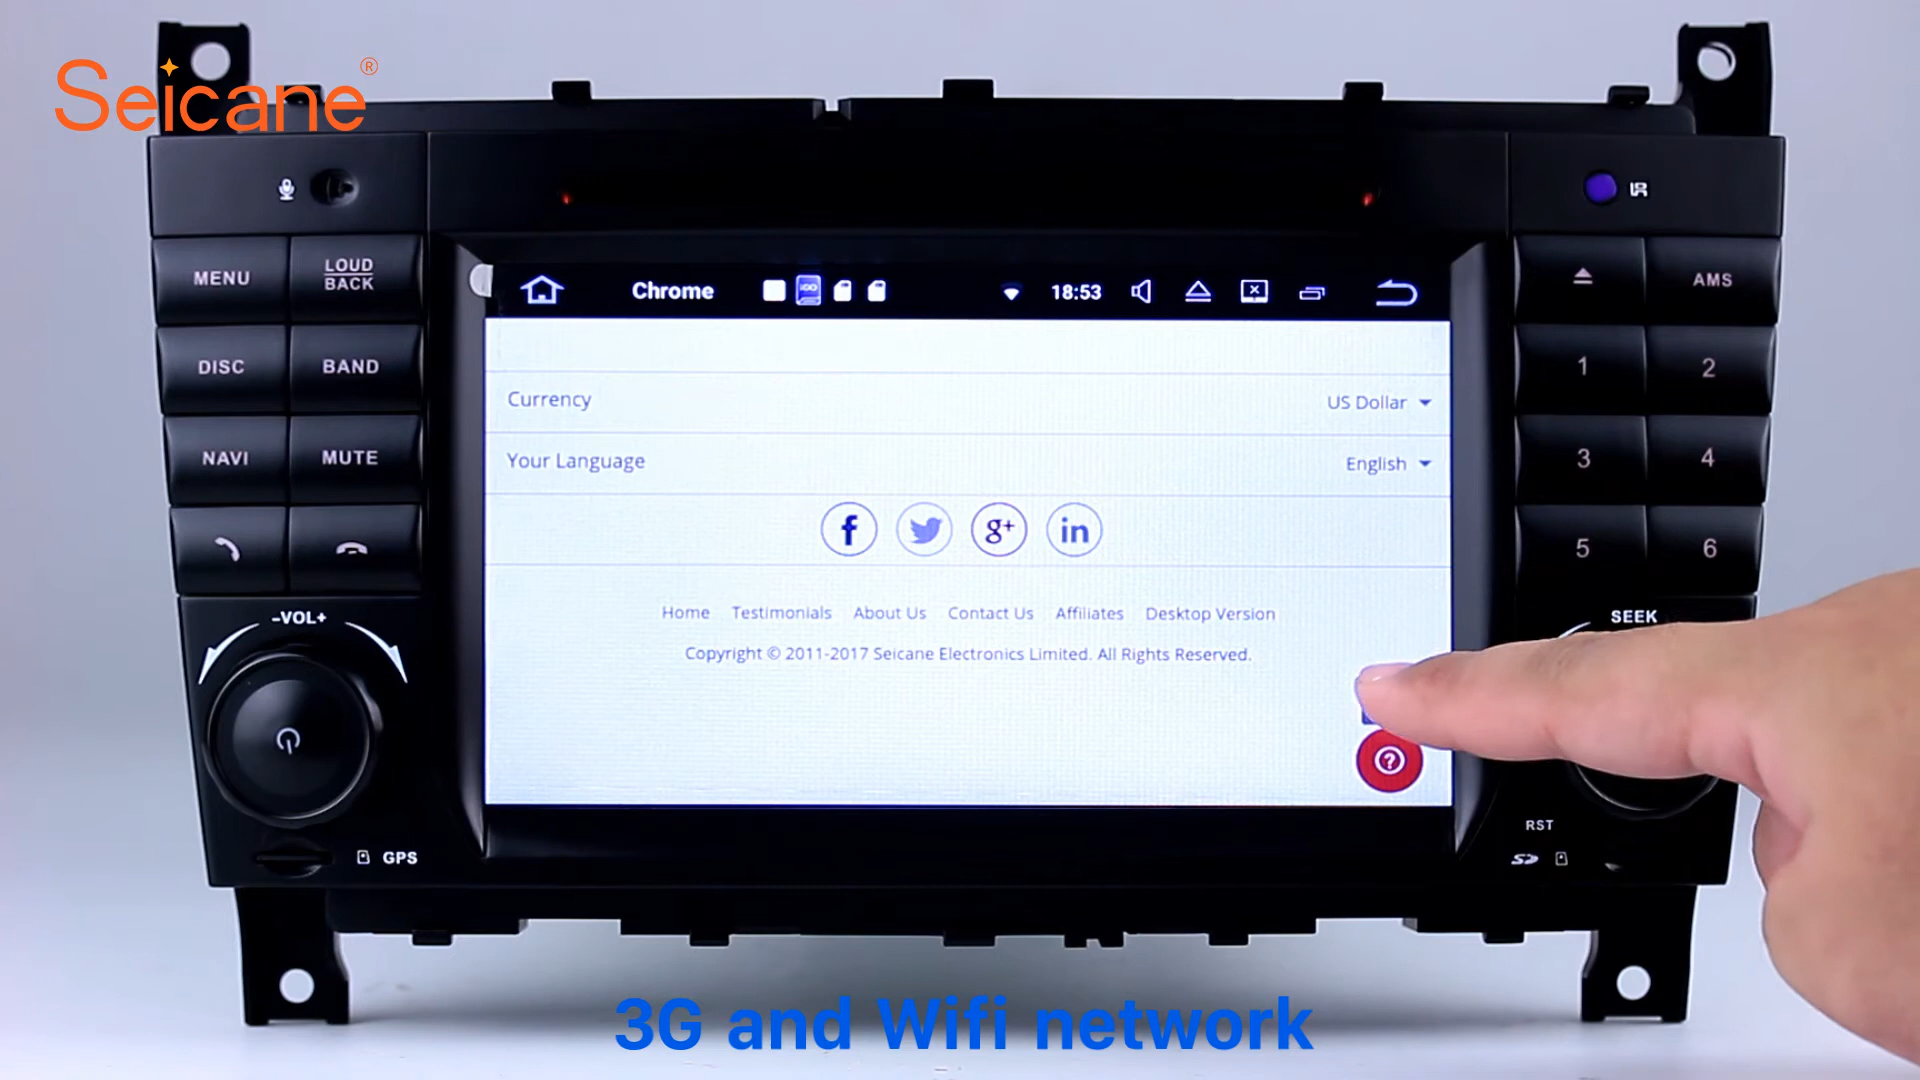 Seicane®
MENU
LOUD
BACK
AMS
Chrome
18:53
DISC
BAND
1
2
Currency
US Dollar
NAVI
MUTE
Your Language
English
3
4
f
g+
in
5
6
-VOL+
Home Testimonials About Us Contact Us Affiliates Desktop Version
SEEK
Copyright © 2011-2017 Seicane Electronics Limited. All Rights Reserved.
?
RST
GPS
3G and Wifi network